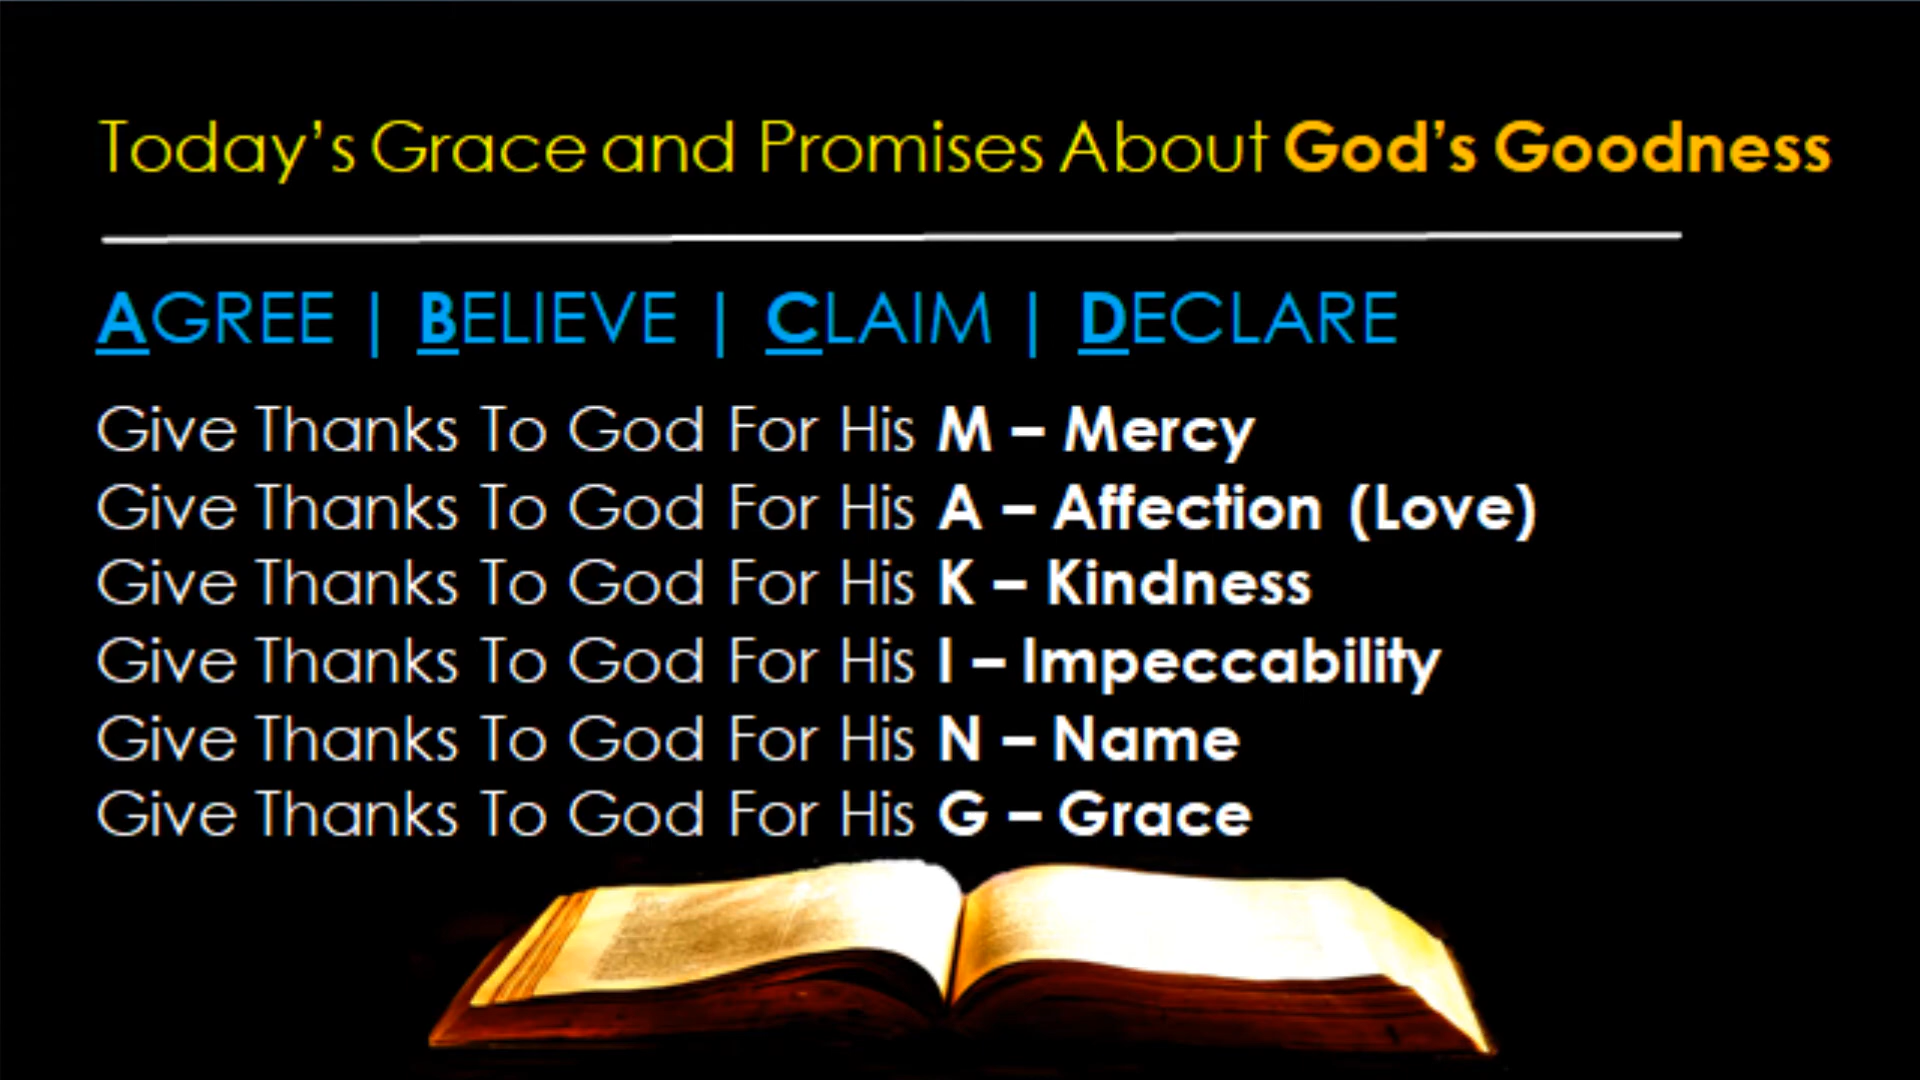 Today's Grace and Promises About God's Goodness
AGREE | BELIEVE | CLAIM | DECLARE
Give Thanks To God For His M – Mercy
Give Thanks To God For His A – Affection (Love)
Give Thanks To God For His K – Kindness
Give Thanks To God For His I – Impeccability
Give Thanks To God For His N – Name
Give Thanks To God For His G – Grace